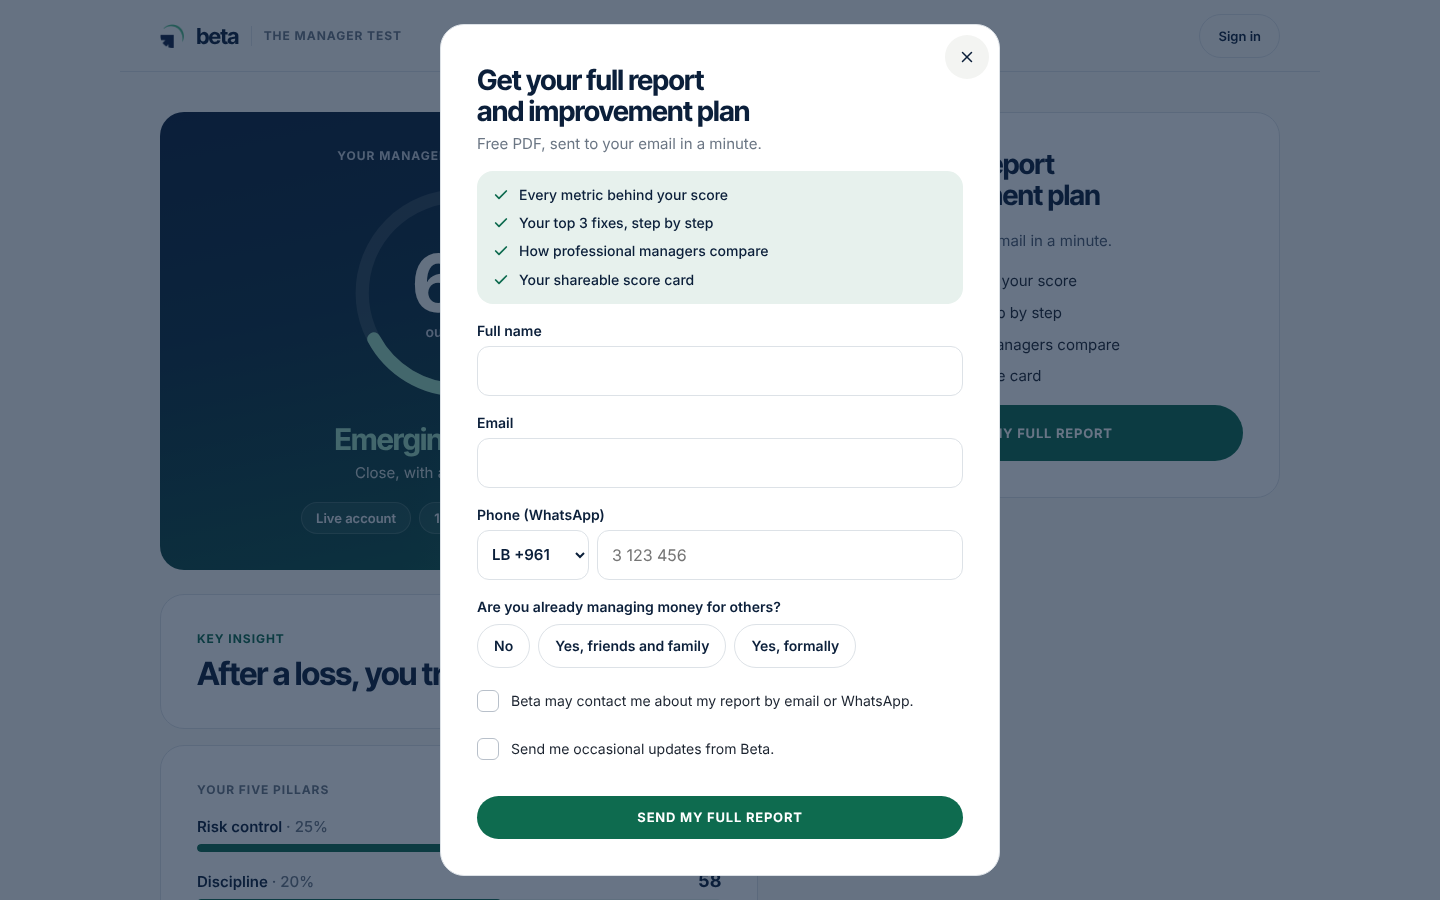 beta
THE MANAGER TEST
Sign in
YOUR MANAGE
6
Close, with
Live account
KEY INSIGHT
After a loss, you
YOUR FIVE PILLARS
Risk control · 25%
Discipline · 20%
58
Get your full report
and improvement plan
Free PDF, sent to your email in a minute.
Every metric behind your score
Your top 3 fixes, step by step
How professional managers compare
Your shareable score card
Full name
Email
Phone (WhatsApp)
LB +961
3 123 456
Are you already managing money for others?
No
Yes, friends and family
Yes, formally
Beta may contact me about my report by email or WhatsApp.
Send me occasional updates from Beta.
SEND MY FULL REPORT
plan
in a minute.
your score
by step
compare
card
FULL REPORT